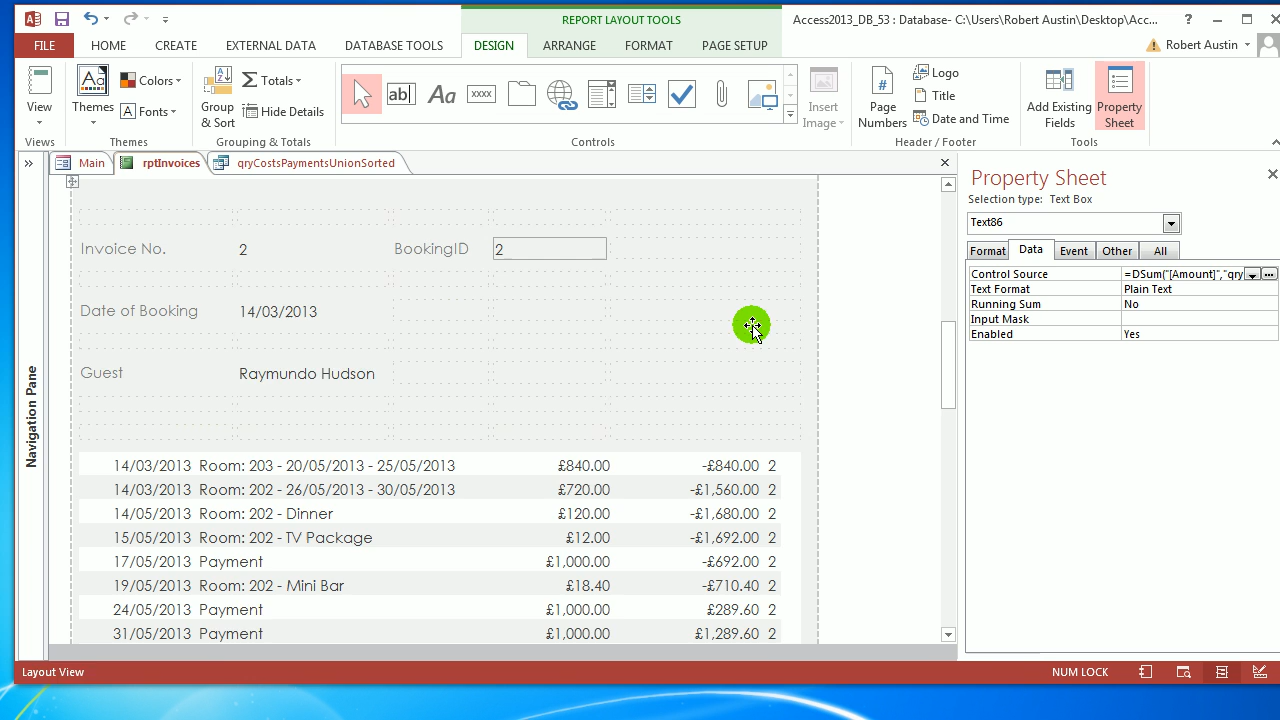 REPORT LAYOUT TOOLS
Access2013_DB_53 : Database- C:\Users\Robert Austin\Desktop\Acc...
?
FILE HOME CREATE EXTERNAL DATA DATABASE TOOLS DESIGN ARRANGE FORMAT PAGE SETUP
Robert Austin
View
Views
Aa
Themes
Colors
Fonts
Themes
Group & Sort
Totals
Hide Details
Grouping & Totals
ab
Aa
xxxx
Controls
Insert Image
Page Numbers
Logo
Title
Date and Time
Header / Footer
Add Existing Fields
Property Sheet
Tools
Main rptInvoices qryCostsPaymentsUnionSorted
Navigation Pane
Invoice No. 2 BookingID 2
Date of Booking 14/03/2013
Guest Raymundo Hudson
14/03/2013 Room: 203 - 20/05/2013 - 25/05/2013 £840.00 -£840.00 2
14/03/2013 Room: 202 - 26/05/2013 - 30/05/2013 £720.00 -£1,560.00 2
14/05/2013 Room: 202 - Dinner £120.00 -£1,680.00 2
15/05/2013 Room: 202 - TV Package £12.00 -£1,692.00 2
17/05/2013 Payment £1,000.00 -£692.00 2
19/05/2013 Room: 202 - Mini Bar £18.40 -£710.40 2
24/05/2013 Payment £1,000.00 £289.60 2
31/05/2013 Payment £1,000.00 £1,289.60 2
Property Sheet
Selection type: Text Box
Text86
Format Data Event Other All
Control Source =DSum("[Amount]","qry
Text Format Plain Text
Running Sum No
Input Mask
Enabled Yes
Layout View
NUM LOCK